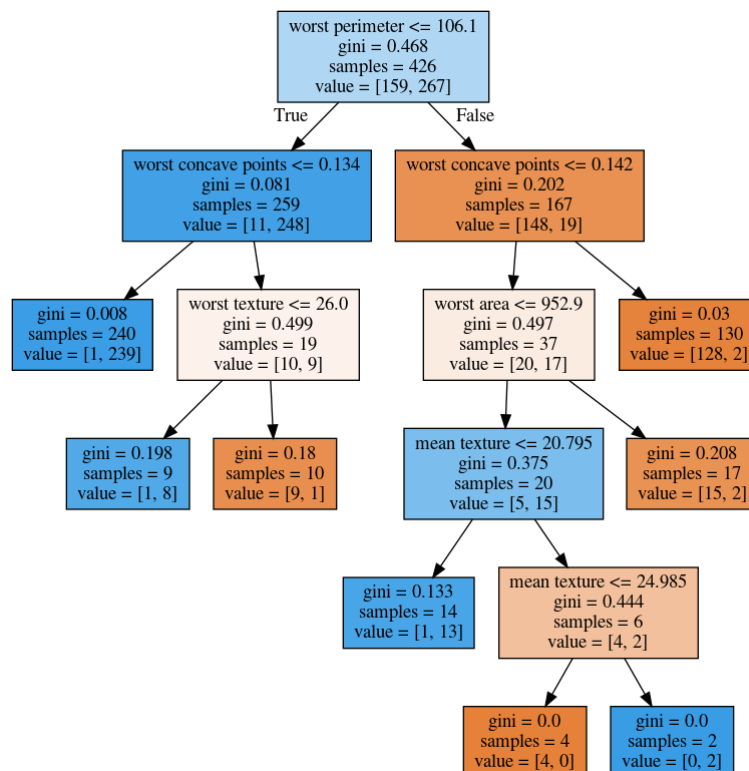 worst perimeter <= 106.1
gini = 0.468
samples = 426
value = [159, 267]
True
False
worst concave points <= 0.134
gini = 0.081
samples = 259
value = [11, 248]
worst concave points <= 0.142
gini = 0.202
samples = 167
value = [148, 19]
gini = 0.008
samples = 240
value = [1, 239]
worst texture <= 26.0
gini = 0.499
samples = 19
value = [10, 9]
worst area <= 952.9
gini = 0.497
samples = 37
value = [20, 17]
gini = 0.03
samples = 130
value = [128, 2]
gini = 0.198
samples = 9
value = [1, 8]
gini = 0.18
samples = 10
value = [9, 1]
mean texture <= 20.795
gini = 0.375
samples = 20
value = [5, 15]
gini = 0.208
samples = 17
value = [15, 2]
gini = 0.133
samples = 14
value = [1, 13]
mean texture <= 24.985
gini = 0.444
samples = 6
value = [4, 2]
gini = 0.0
samples = 4
value = [4, 0]
gini = 0.0
samples = 2
value = [0, 2]